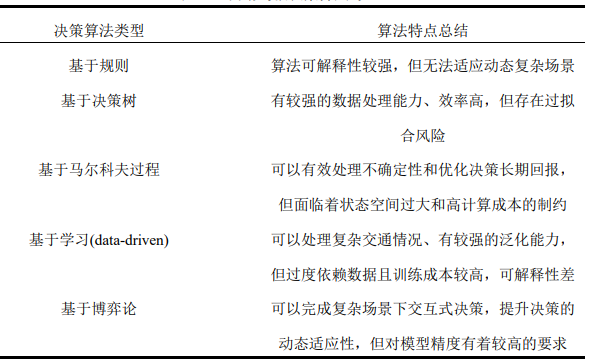 决策算法类型 算法特点总结
基于规则 算法可解释性较强，但无法适应动态复杂场景
基于决策树 有较强的数据处理能力、效率高，但存在过拟
合风险
基于马尔科夫过程 可以有效处理不确定性和优化决策长期回报，
但面临着状态空间过大和高计算成本的制约
基于学习(data-driven) 可以处理复杂交通情况、有较强的泛化能力，
但过度依赖数据且训练成本较高，可解释性差
基于博弈论 可以完成复杂场景下交互式决策，提升决策的
动态适应性，但对模型精度有着较高的要求